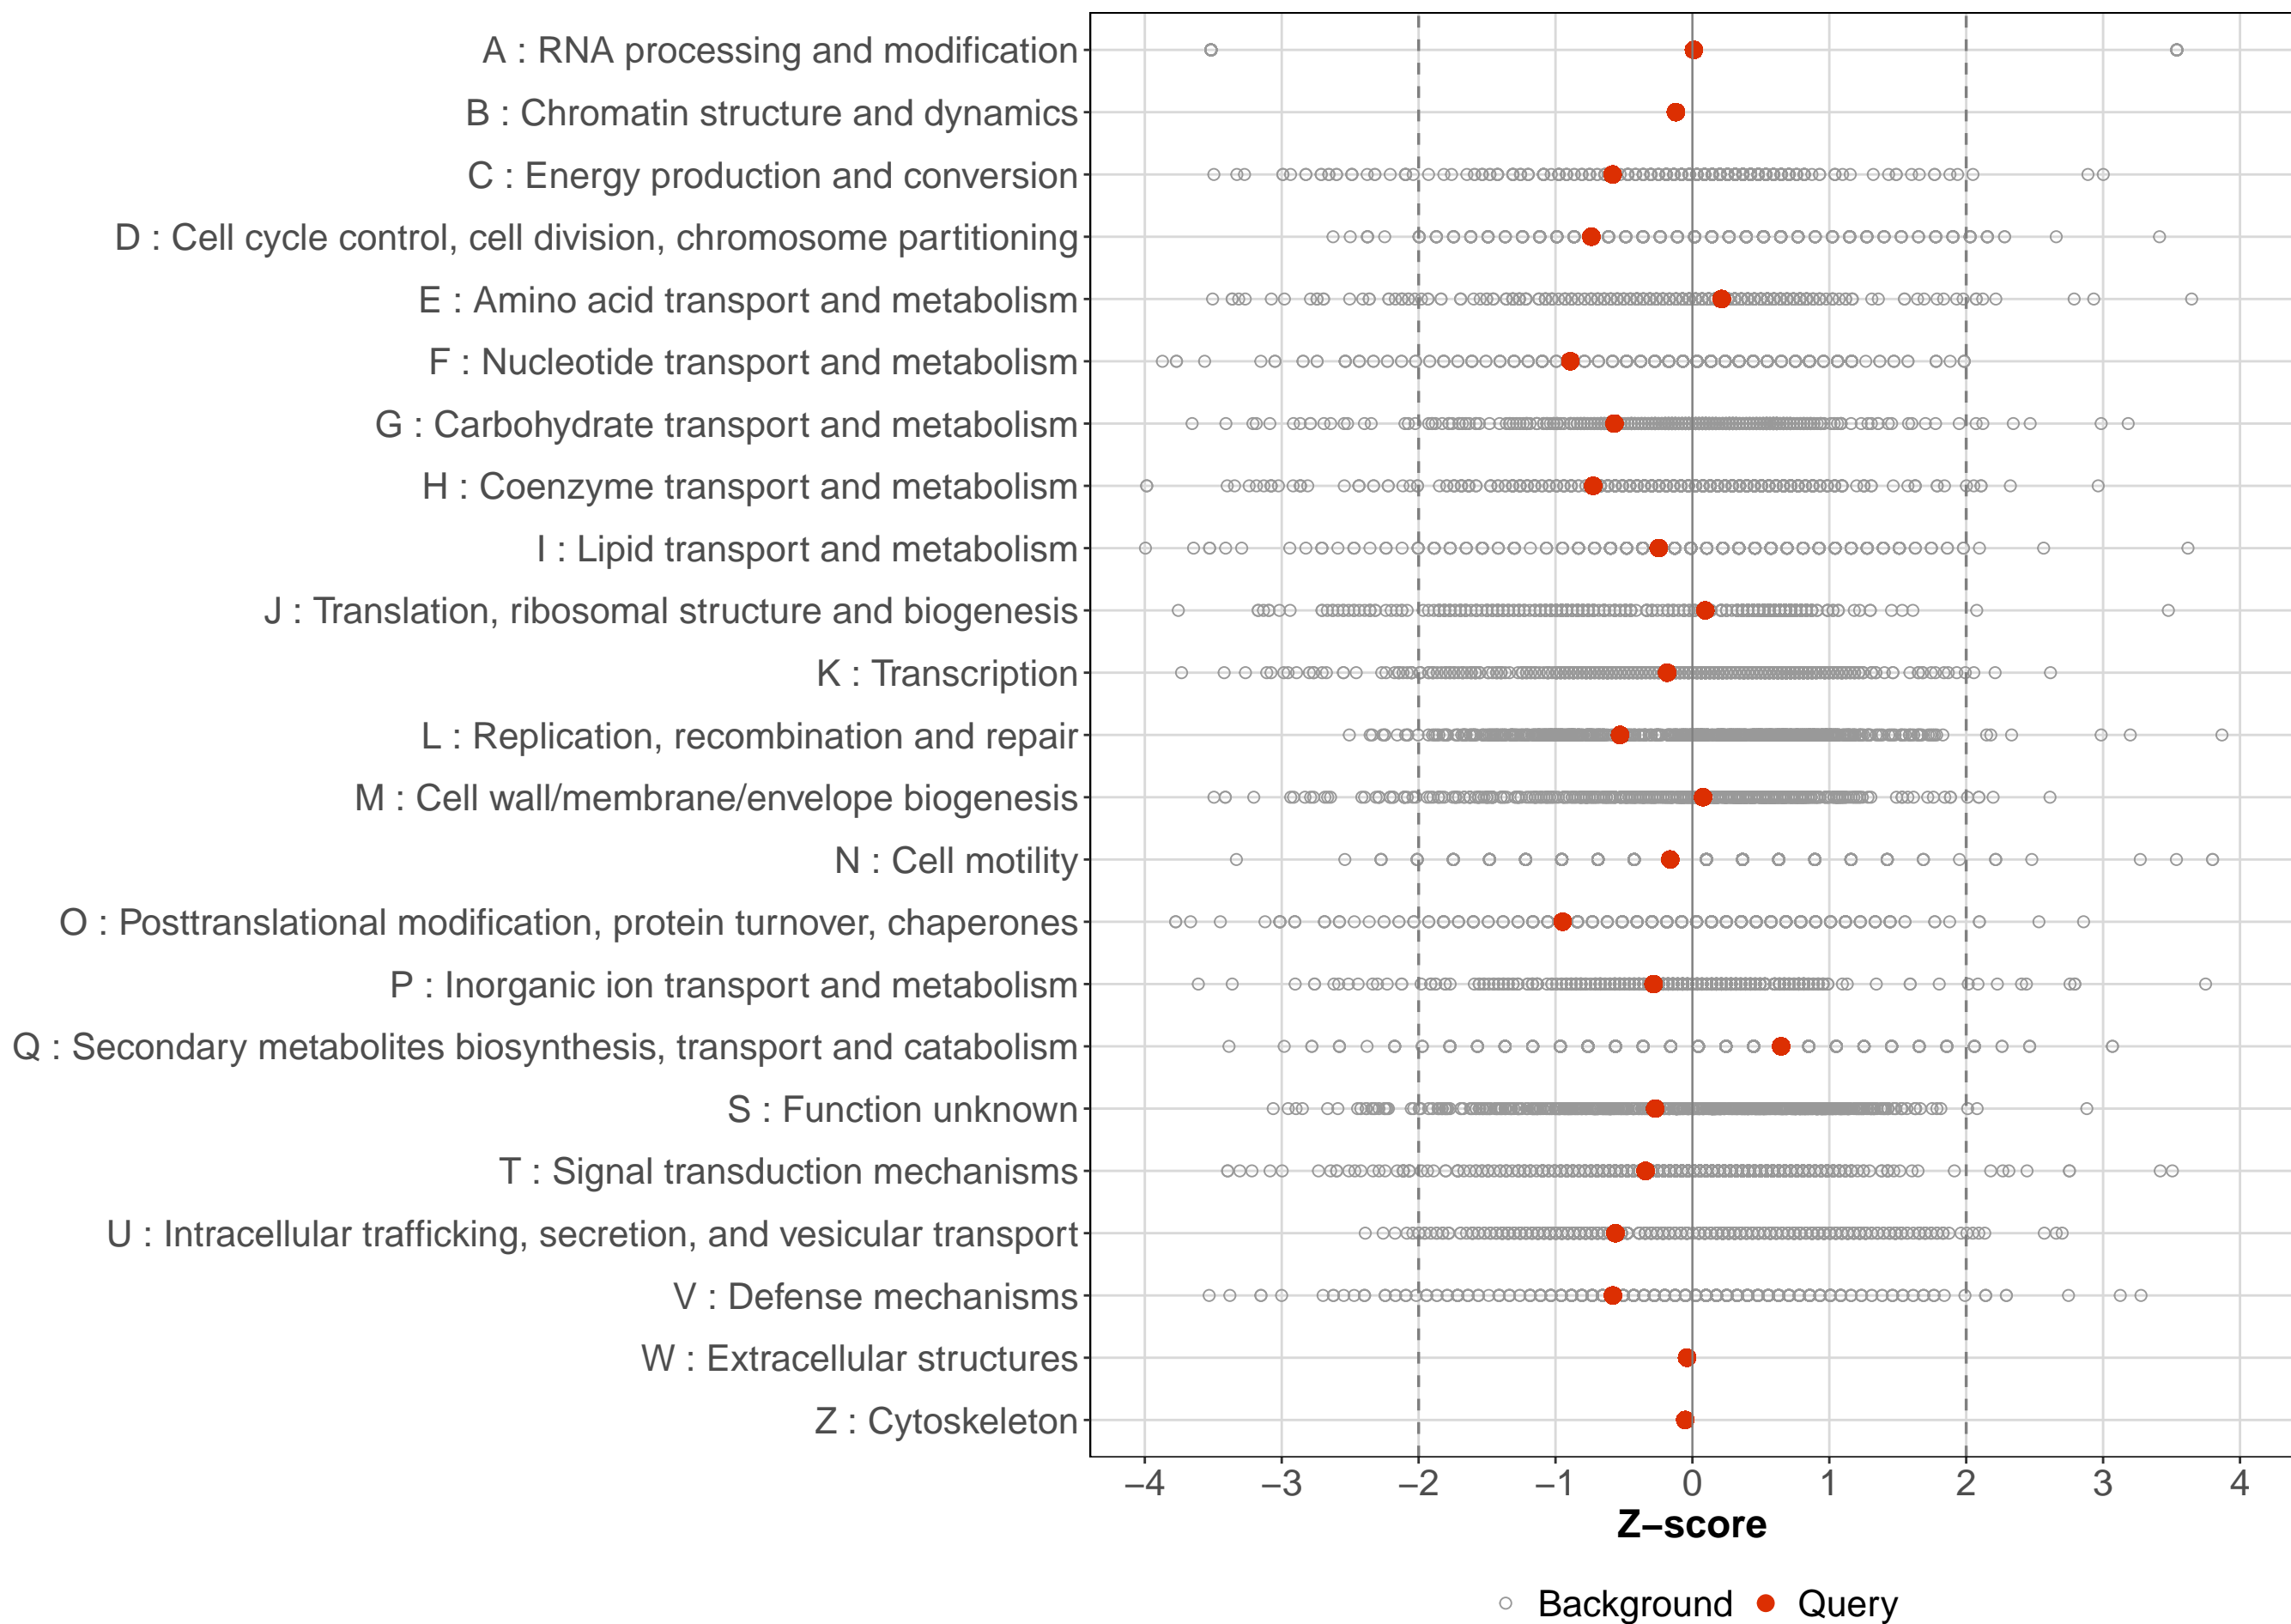 A : RNA processing and modification
B : Chromatin structure and dynamics
C : Energy production and conversion
D : Cell cycle control, cell division, chromosome partitioning
E : Amino acid transport and metabolism
F : Nucleotide transport and metabolism
G : Carbohydrate transport and metabolism
H : Coenzyme transport and metabolism
I : Lipid transport and metabolism
J : Translation, ribosomal structure and biogenesis
K : Transcription
L : Replication, recombination and repair
M : Cell wall/membrane/envelope biogenesis
N : Cell motility
O : Posttranslational modification, protein turnover, chaperones
P : Inorganic ion transport and metabolism
Q : Secondary metabolites biosynthesis, transport and catabolism
S : Function unknown
T : Signal transduction mechanisms
U : Intracellular trafficking, secretion, and vesicular transport
V : Defense mechanisms
W : Extracellular structures
Z : Cytoskeleton
−4 −3 −2 −1 0 1 2 3 4
Z−score
Background Query